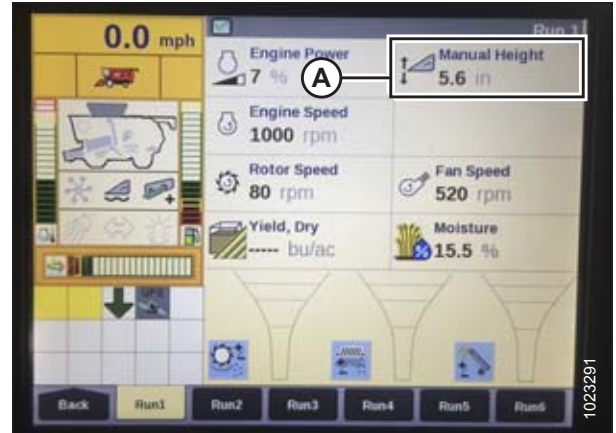 0.0 mph
Run 1
Engine Power
7 %
A
Manual Height
5.6 in
Engine Speed
1000 rpm
Rotor Speed
80 rpm
Fan Speed
520 rpm
Yield, Dry
----- bu/ac
Moisture
15.5 %
Back
Run1
Run2
Run3
Run4
Run5
Run6
1023291